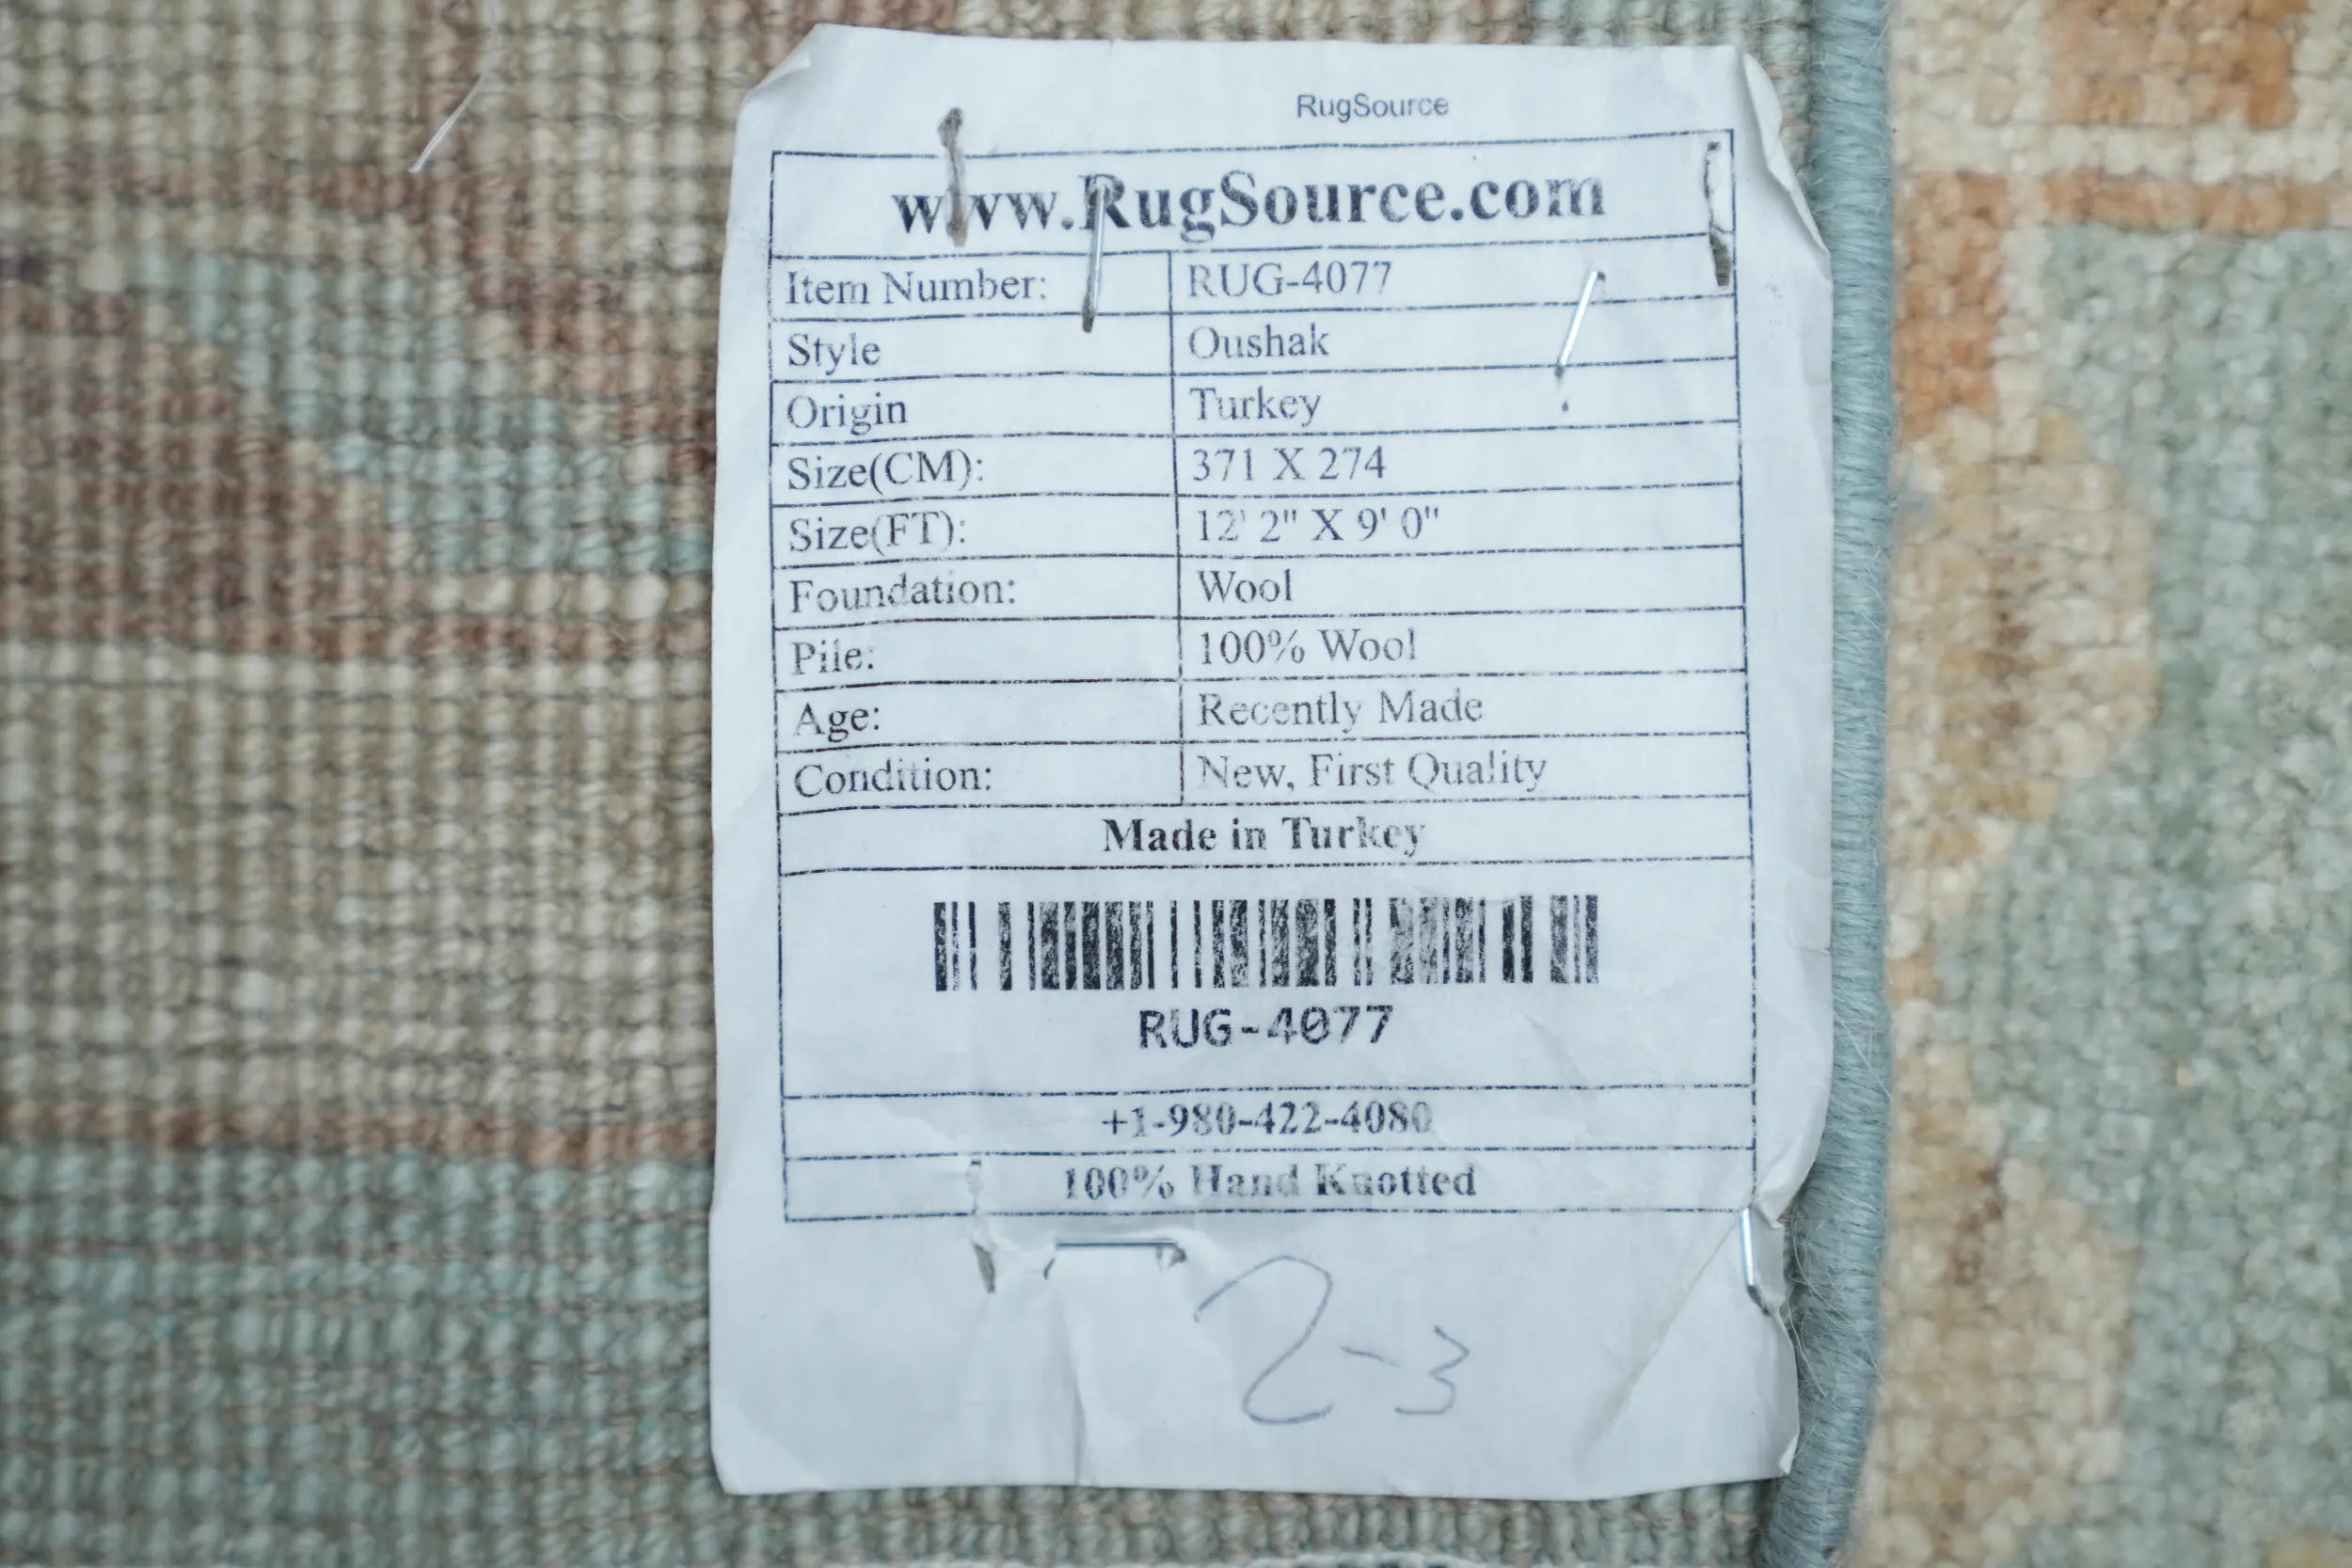 RugSource
www.RugSource.com
Item Number: RUG-4077
Style Oushak
Origin Turkey
Size(CM): 371 X 274
Size(FT): 12' 2" X 9' 0"
Foundation: Wool
Pile: 100% Wool
Age: Recently Made
Condition: New, First Quality
Made in Turkey
RUG-4077
+1-980-422-4080
100% Hand Knotted
2-3